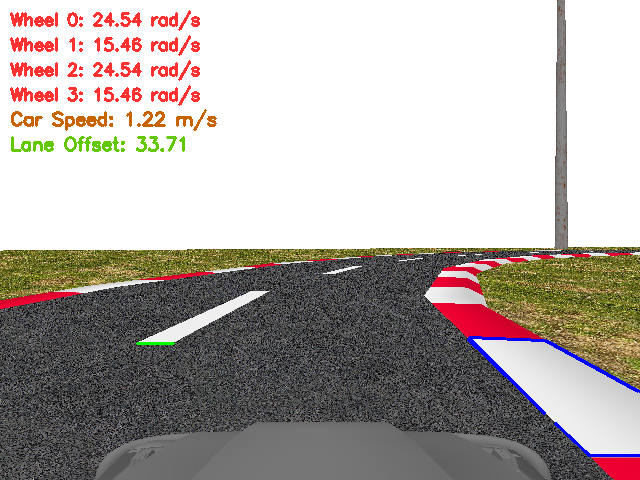 Wheel 0: 24.54 rad/s
Wheel 1: 15.46 rad/s
Wheel 2: 24.54 rad/s
Wheel 3: 15.46 rad/s
Car Speed: 1.22 m/s
Lane Offset: 33.71